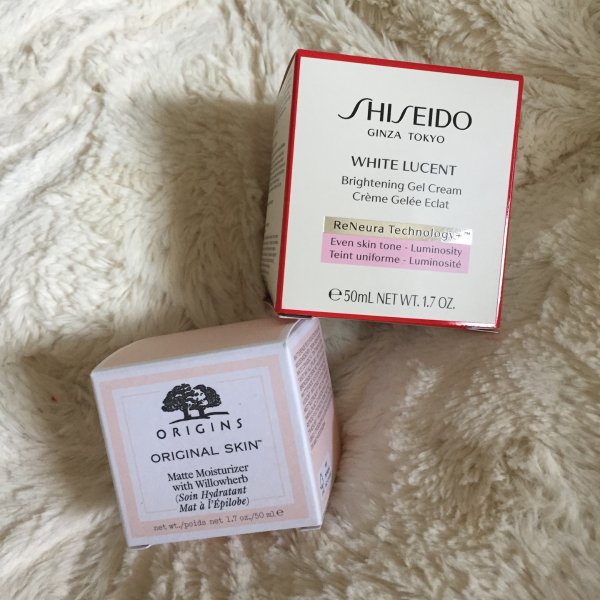 SHISEIDO
GINZA TOKYO
WHITE LUCENT
Brightening Gel Cream
Crème Gelée Eclat
ReNeura Technology+™
Even skin tone - Luminosity
Teint uniforme - Luminosité
℮ 50mL NET WT. 1.7 OZ.
ORIGINS
ORIGINAL SKIN™
Matte Moisturizer
with Willowherb
(Soin Hydratant
Mat à l'Épilobe)
net wt./poids net 1.7 oz./50 ml ℮